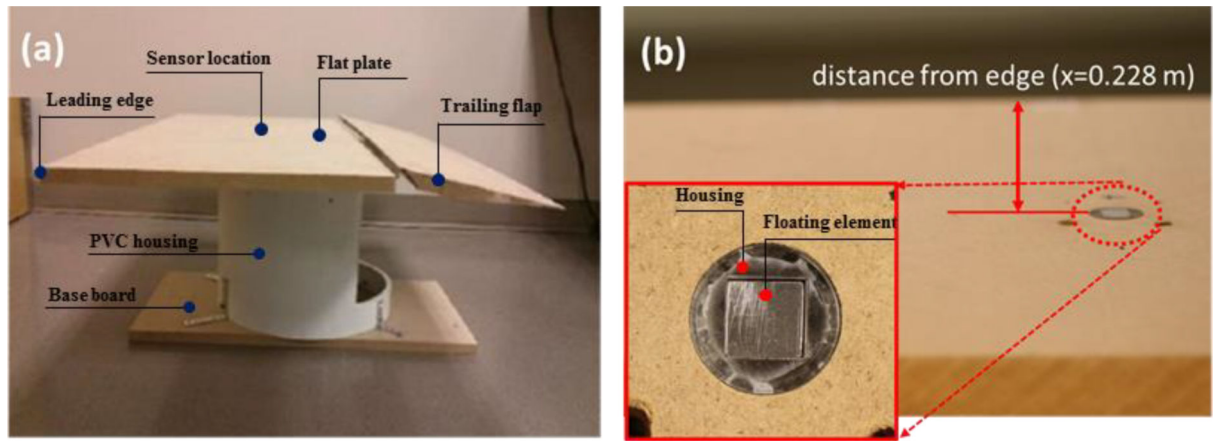 (a)
Sensor location
Flat plate
Leading edge
Trailing flap
PVC housing
Base board
(b)
distance from edge (x=0.228 m)
Housing
Floating element